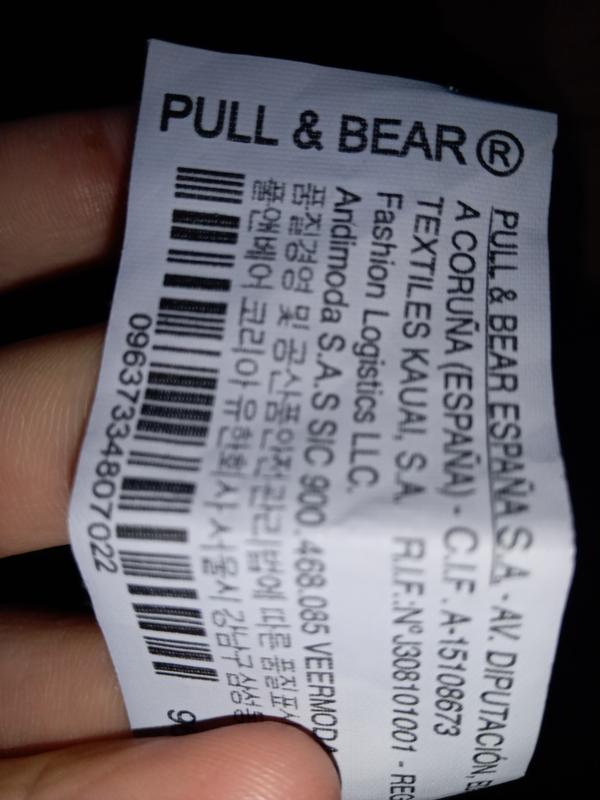 PULL & BEAR®
PULL & BEAR ESPAÑA S.A. - AV. DIPUTACIÓN,
A CORUÑA (ESPAÑA) - C.I.F. A-15108673
TEXTILES KAUAI, S.A. R.I.F.:Nº J308101001 -
Fashion Logistics LLC.
Andimoda S.A.S SIC 900.468.085 VEERMODA
품질경영 및 공산품안전관리법에 따른 품질표시
풀앤베어 코리아 유한회사 서울시 강남구 삼성
09637334807022